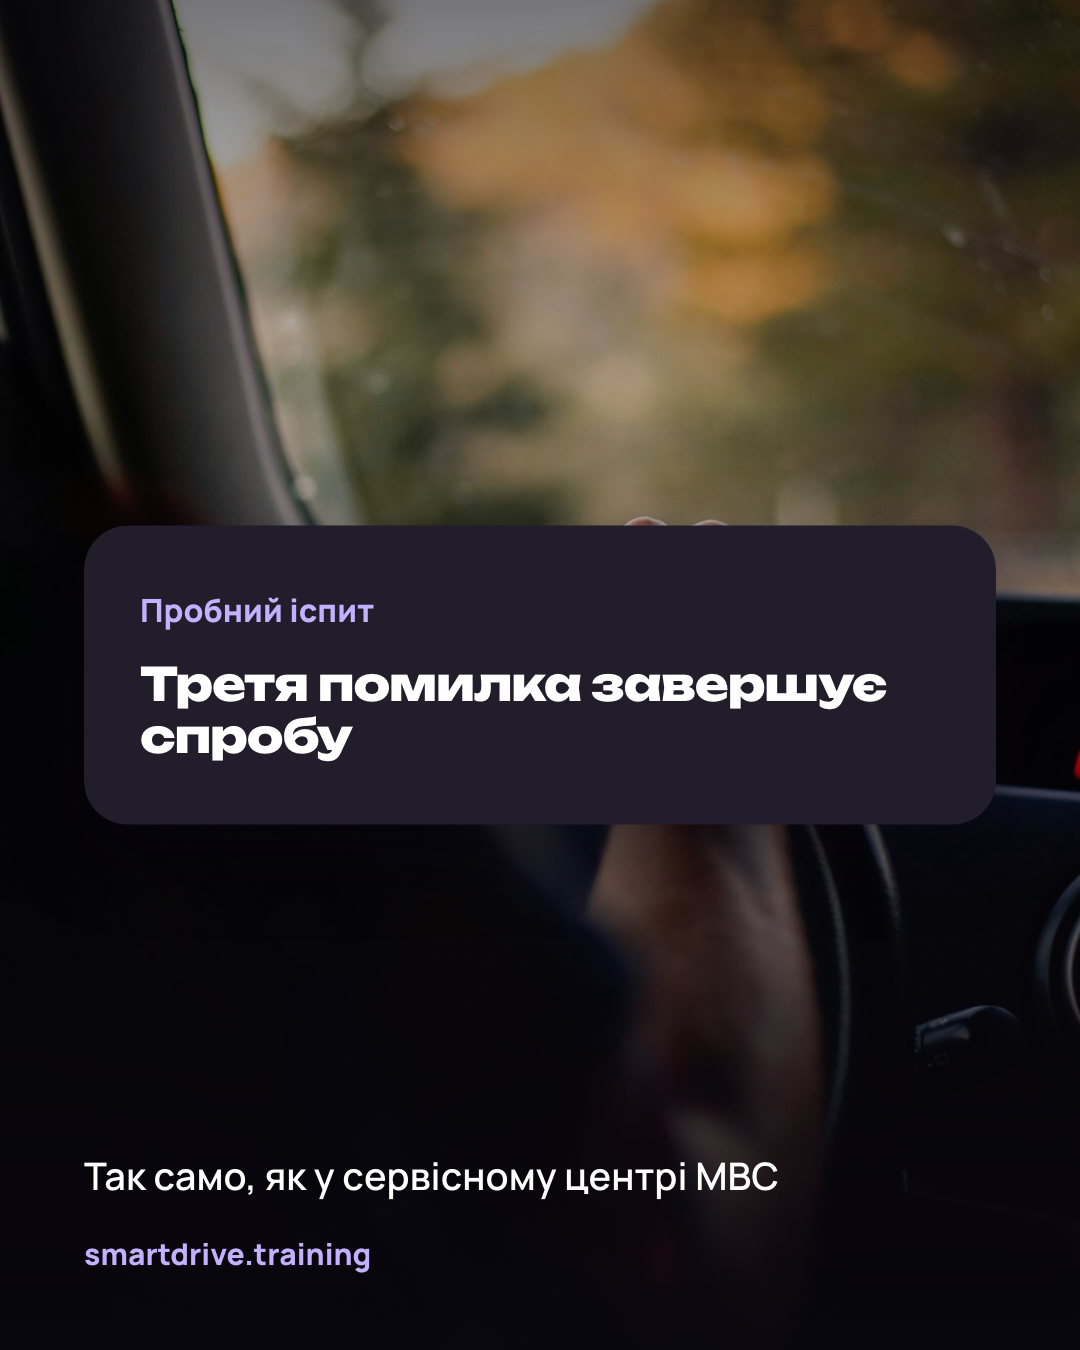 Пробний іспит
Третя помилка завершує
спробу
Так само, як у сервісному центрі МВС
smartdrive.training